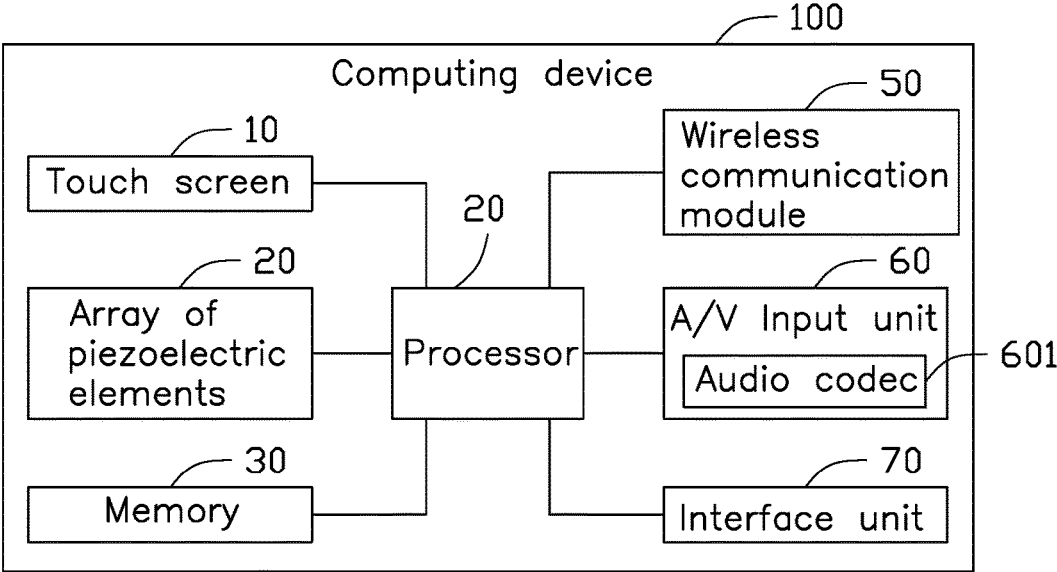 100
Computing device
10
Touch screen
20
Array of
piezoelectric
elements
30
Memory
20
Processor
50
Wireless
communication
module
60
A/V Input unit
Audio codec
601
70
Interface unit